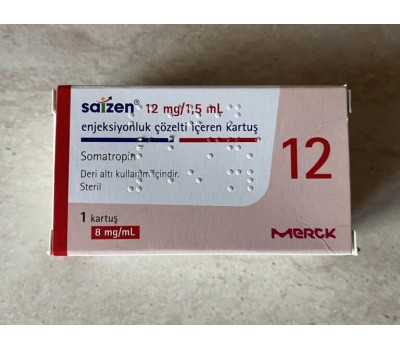 saizen® 12 mg/1,5 mL
enjeksiyonluk çözelti içeren kartuş
Somatropin
Deri altı kullanım içindir.
Steril
12
1 kartuş
8 mg/mL
MERCK